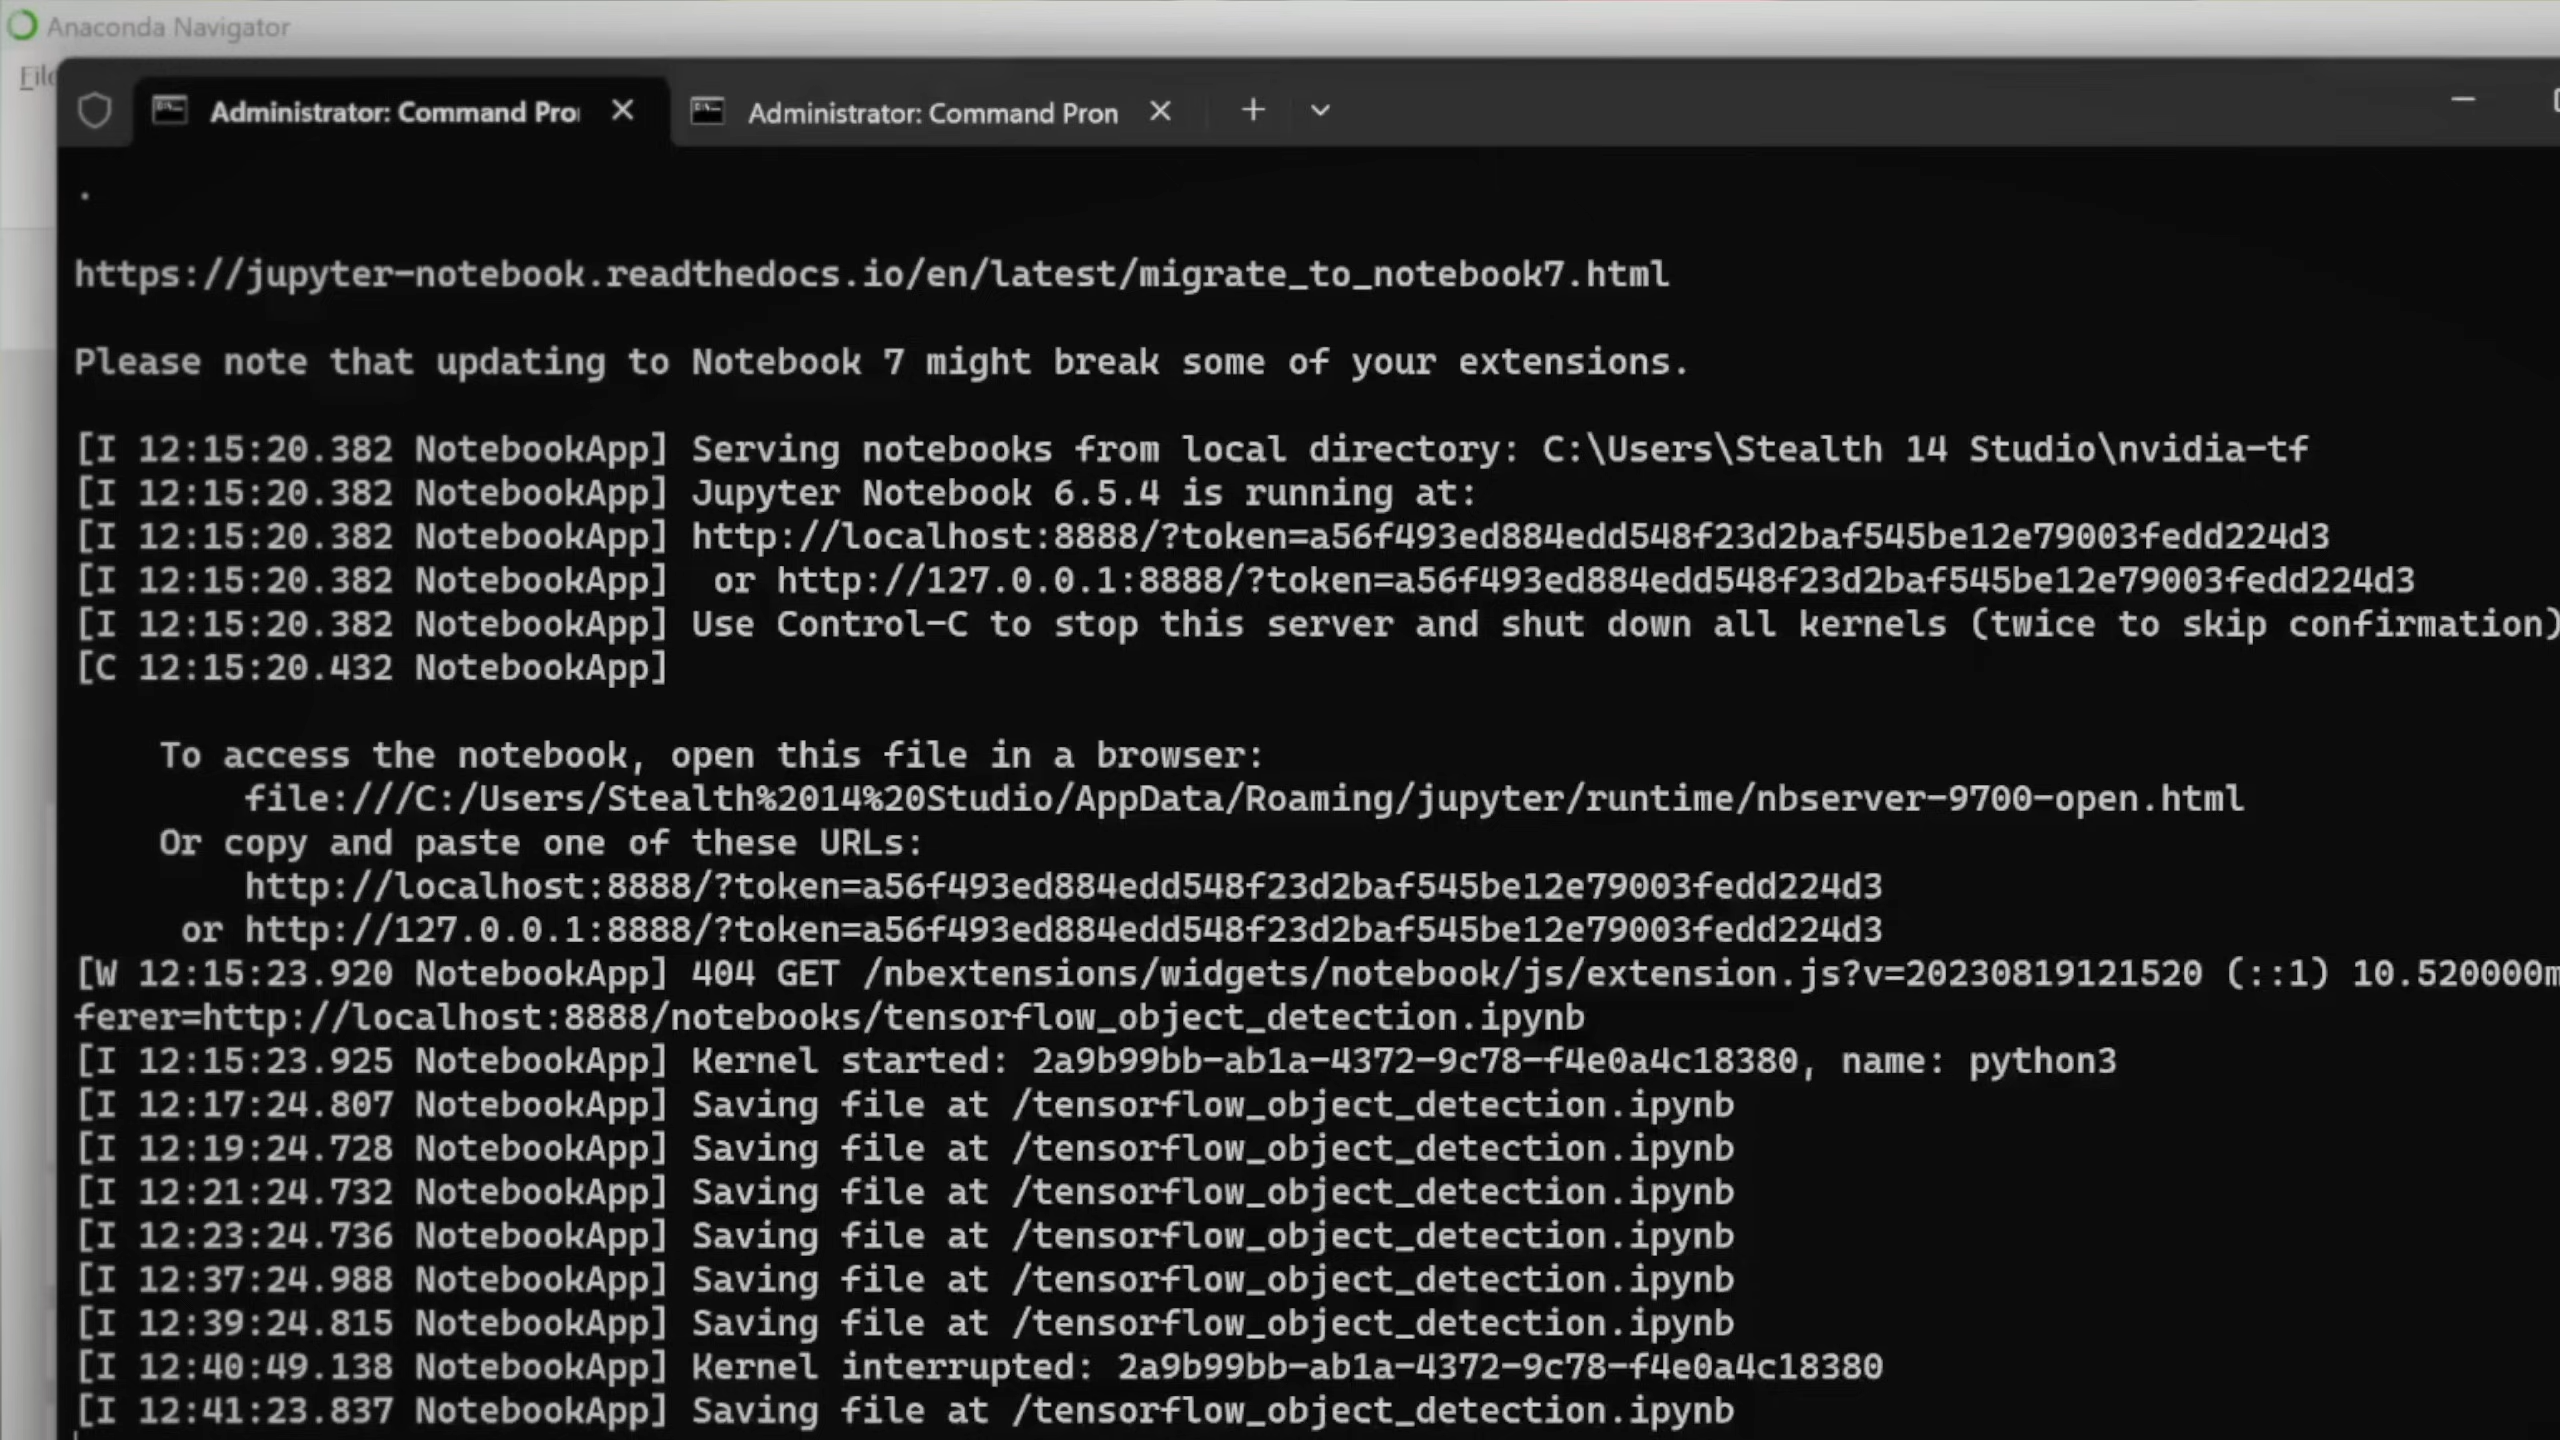 Anaconda Navigator
File
Administrator: Command Pro
Administrator: Command Pron
.
https://jupyter-notebook.readthedocs.io/en/latest/migrate_to_notebook7.html
Please note that updating to Notebook 7 might break some of your extensions.
[I 12:15:20.382 NotebookApp] Serving notebooks from local directory: C:\Users\Stealth 14 Studio\nvidia-tf
[I 12:15:20.382 NotebookApp] Jupyter Notebook 6.5.4 is running at:
[I 12:15:20.382 NotebookApp] http://localhost:8888/?token=a56f493ed884edd548f23d2baf545be12e79003fedd224d3
[I 12:15:20.382 NotebookApp]  or http://127.0.0.1:8888/?token=a56f493ed884edd548f23d2baf545be12e79003fedd224d3
[I 12:15:20.382 NotebookApp] Use Control-C to stop this server and shut down all kernels (twice to skip confirmation)
[C 12:15:20.432 NotebookApp]
To access the notebook, open this file in a browser:
file:///C:/Users/Stealth%2014%20Studio/AppData/Roaming/jupyter/runtime/nbserver-9700-open.html
Or copy and paste one of these URLs:
http://localhost:8888/?token=a56f493ed884edd548f23d2baf545be12e79003fedd224d3
or http://127.0.0.1:8888/?token=a56f493ed884edd548f23d2baf545be12e79003fedd224d3
[W 12:15:23.920 NotebookApp] 404 GET /nbextensions/widgets/notebook/js/extension.js?v=20230819121520 (::1) 10.520000m
ferer=http://localhost:8888/notebooks/tensorflow_object_detection.ipynb
[I 12:15:23.925 NotebookApp] Kernel started: 2a9b99bb-ab1a-4372-9c78-f4e0a4c18380, name: python3
[I 12:17:24.807 NotebookApp] Saving file at /tensorflow_object_detection.ipynb
[I 12:19:24.728 NotebookApp] Saving file at /tensorflow_object_detection.ipynb
[I 12:21:24.732 NotebookApp] Saving file at /tensorflow_object_detection.ipynb
[I 12:23:24.736 NotebookApp] Saving file at /tensorflow_object_detection.ipynb
[I 12:37:24.988 NotebookApp] Saving file at /tensorflow_object_detection.ipynb
[I 12:39:24.815 NotebookApp] Saving file at /tensorflow_object_detection.ipynb
[I 12:40:49.138 NotebookApp] Kernel interrupted: 2a9b99bb-ab1a-4372-9c78-f4e0a4c18380
[I 12:41:23.837 NotebookApp] Saving file at /tensorflow_object_detection.ipynb